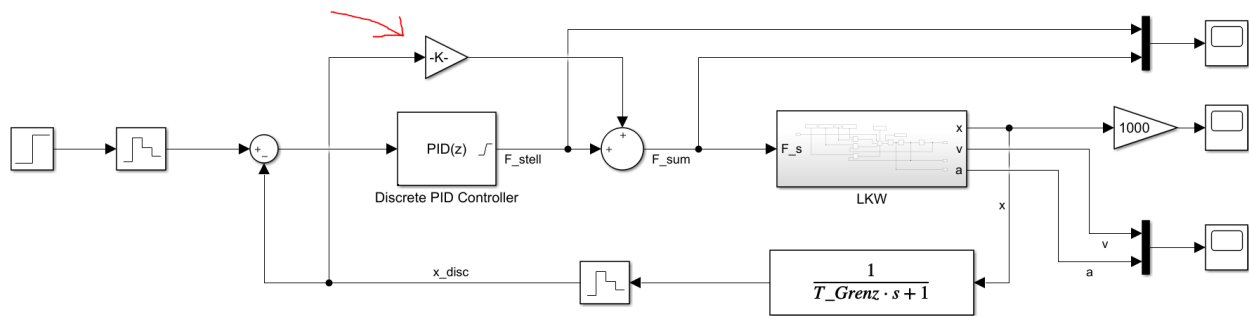 -K-
+
+
PID(z)
F_stell
Discrete PID Controller
+
−
F_sum
F_s
x
v
a
LKW
1000
x
v
a
x_disc
1
T_Grenz · s + 1